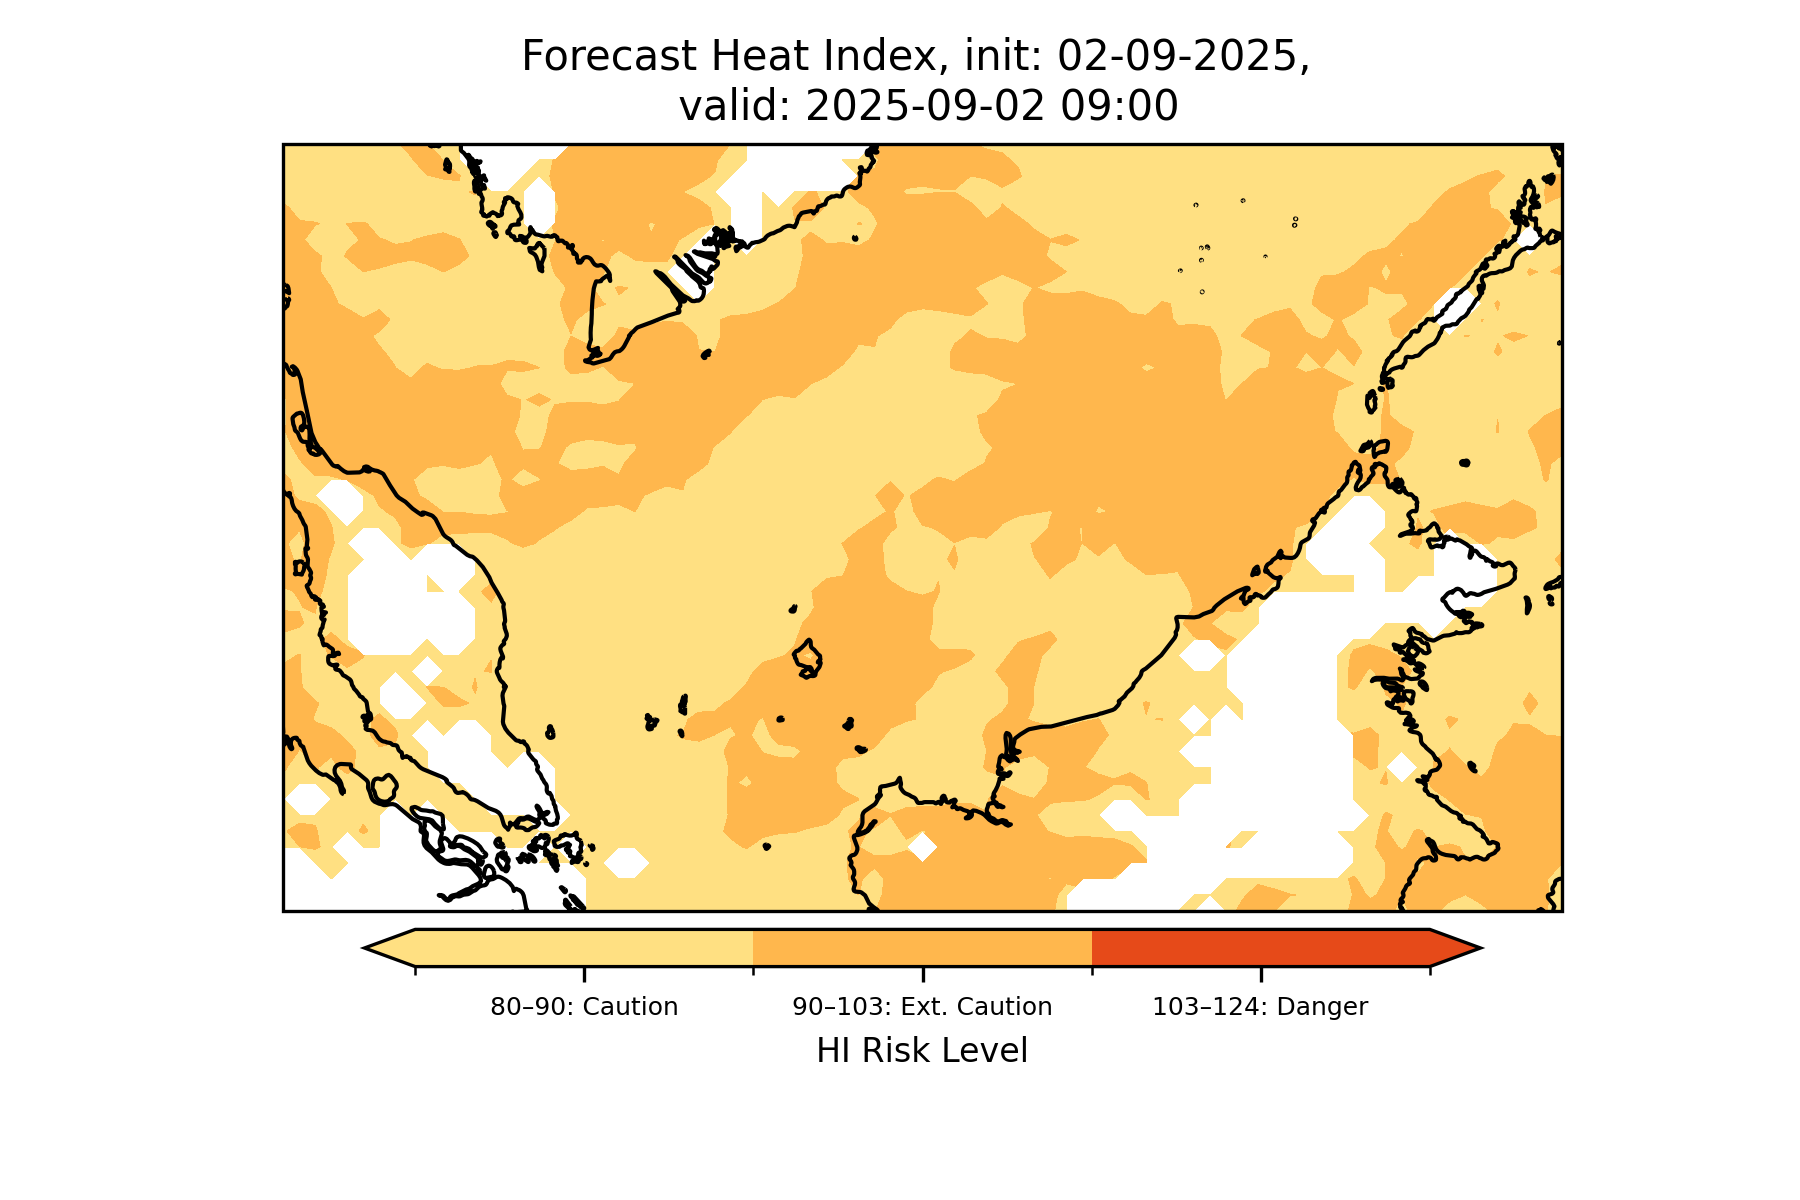 Forecast Heat Index, init: 02-09-2025,
valid: 2025-09-02 09:00
80–90: Caution
90–103: Ext. Caution
103–124: Danger
HI Risk Level